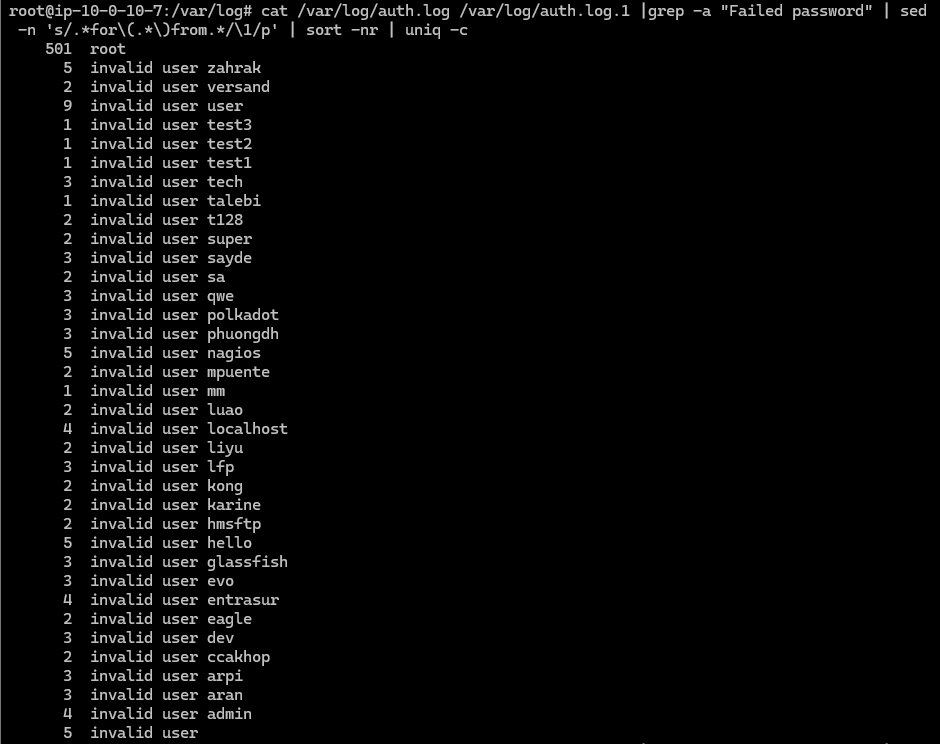 root@ip-10-0-10-7:/var/log# cat /var/log/auth.log /var/log/auth.log.1 |grep -a "Failed password" | sed
-n 's/.*for\(.*\)from.*/\1/p' | sort -nr | uniq -c
501 root
5 invalid user zahrak
2 invalid user versand
9 invalid user user
1 invalid user test3
1 invalid user test2
1 invalid user test1
3 invalid user tech
1 invalid user talebi
2 invalid user t128
2 invalid user super
3 invalid user sayde
2 invalid user sa
3 invalid user qwe
3 invalid user polkadot
3 invalid user phuongdh
5 invalid user nagios
2 invalid user mpuente
1 invalid user mm
2 invalid user luao
4 invalid user localhost
2 invalid user liyu
3 invalid user lfp
2 invalid user kong
2 invalid user karine
2 invalid user hmsftp
5 invalid user hello
3 invalid user glassfish
3 invalid user evo
4 invalid user entrasur
2 invalid user eagle
3 invalid user dev
2 invalid user ccakhop
3 invalid user arpi
3 invalid user aran
4 invalid user admin
5 invalid user